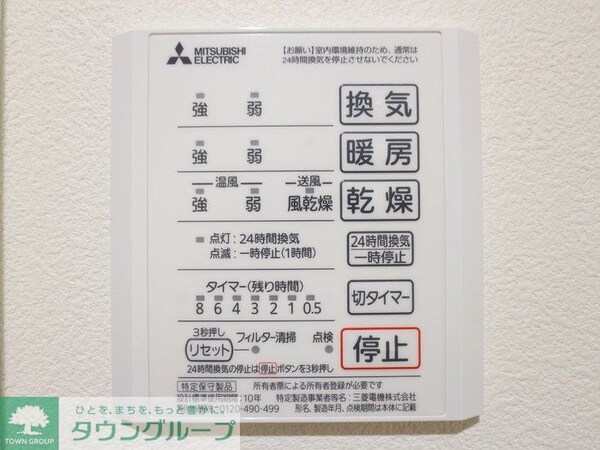 MITSUBISHI
ELECTRIC
【お願い】室内環境維持のため、通常は
24時間換気を停止させないでください
強 弱 換気
強 弱 暖房
温風 送風
強 弱 風乾燥 乾燥
点灯:24時間換気
点滅:一時停止(1時間)
24時間換気
一時停止
タイマー(残り時間)
8 6 4 3 2 1 0.5
切タイマー
3秒押し
リセット フィルター清掃 点検
停止
24時間換気の停止は停止ボタンを3秒押し
特定保守製品 所有者票による所有者登録が必要です
設計標準使用期間:10年 特定製造事業者等名:三菱電機株式会社
0120-490-499 形名、製造年月、点検期間は本体に記載
ひとを、まちを、もっと豊かに。
タウングループ
TOWN GROUP